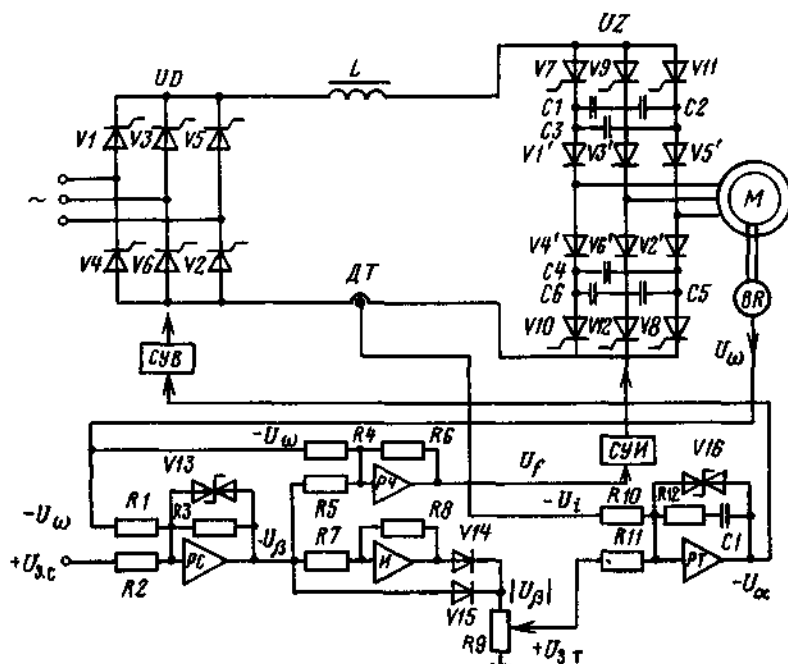 UD
L
UZ
V1
V3
V5
V7
V9
V11
C1
C2
C3
V1'
V3'
V5'
~
M
V4
V6
V2
V4'
V6'
V2'
ДТ
C4
C6
C5
V10
V12
V8
BR
Uω
СУВ
СУИ
-Uω
R4
R6
Uf
V16
V13
РЧ
R1
R3
R5
-Ui
R10
R12
-Uω
R8
+Uз.с
R2
РС
-Uβ
R7
И
V14
R11
C1
РТ
V15
|Uβ|
-Uα
R9
+Uз т